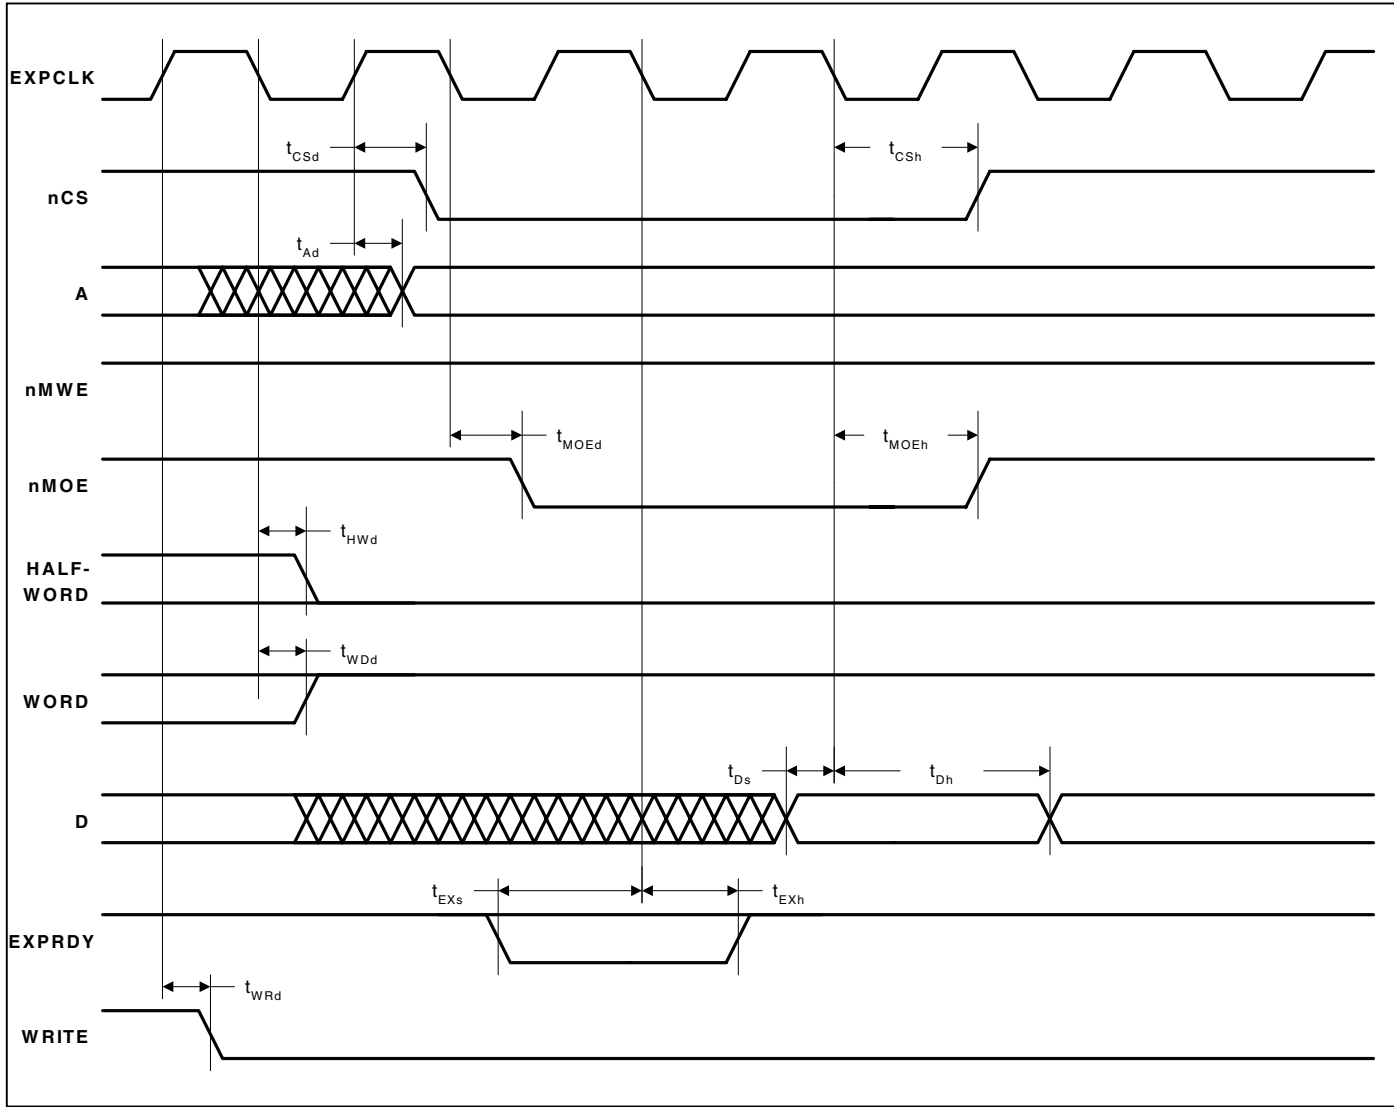 EXPCLK
tCSd
tCSh
nCS
tAd
A
nMWE
tMOEd
tMOEh
nMOE
tHWd
HALF-
WORD
tWDd
WORD
tDs
tDh
D
tEXs
tEXh
EXPRDY
tWRd
WRITE